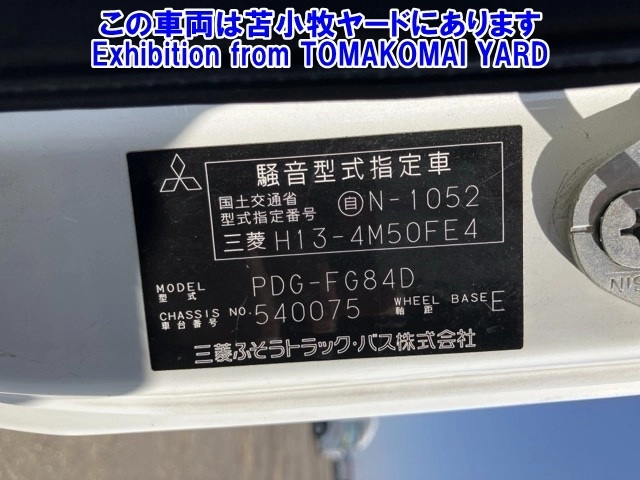 この車両は苫小牧ヤードにあります
Exhibition from TOMAKOMAI YARD
騒音型式指定車
国土交通省
型式指定番号 自N-1052
三菱 H13-4M50FE4
MODEL
型式 PDG-FG84D
CHASSIS NO.
車台番号 540075 WHEEL BASE
軸距 E
三菱ふそうトラック・バス株式会社